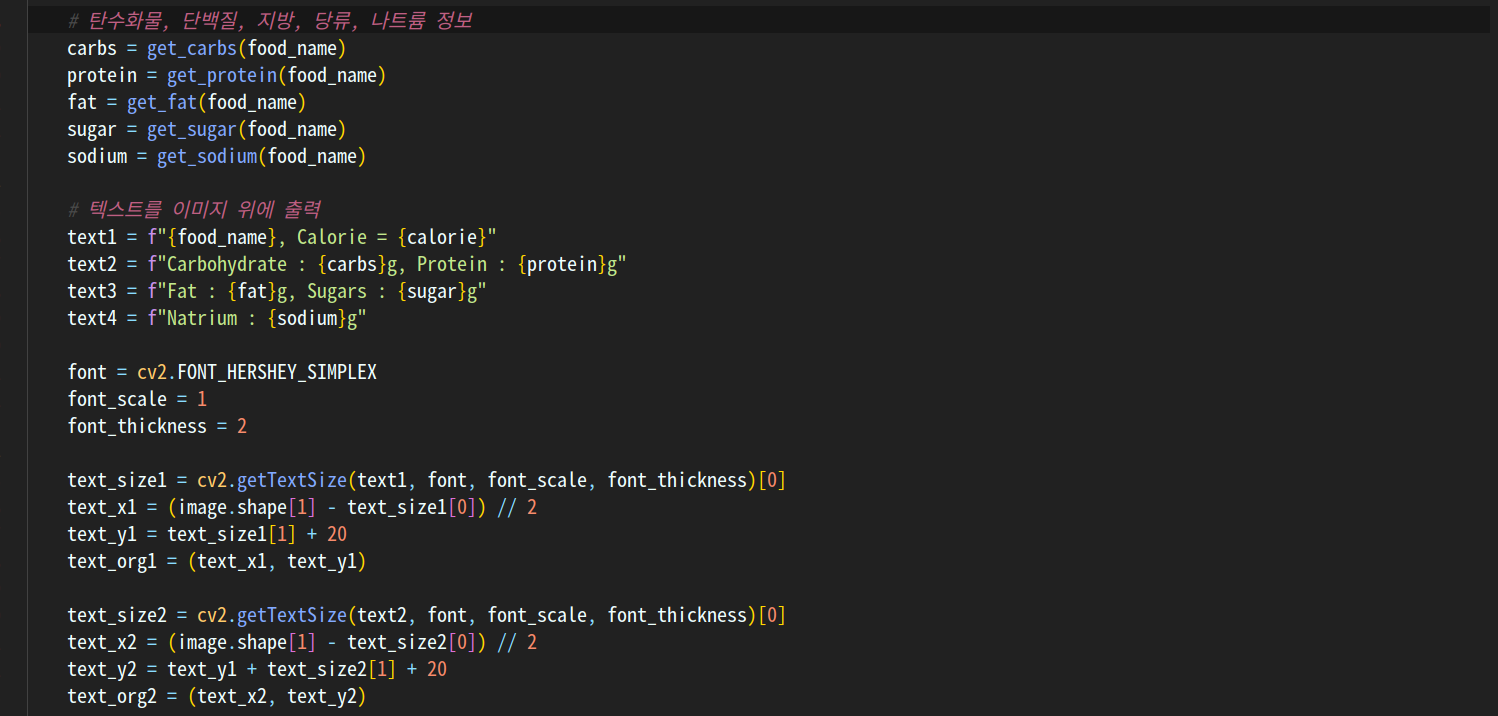 # 탄수화물, 단백질, 지방, 당류, 나트륨 정보
carbs = get_carbs(food_name)
protein = get_protein(food_name)
fat = get_fat(food_name)
sugar = get_sugar(food_name)
sodium = get_sodium(food_name)
# 텍스트를 이미지 위에 출력
text1 = f"{food_name}, Calorie = {calorie}"
text2 = f"Carbohydrate : {carbs}g, Protein : {protein}g"
text3 = f"Fat : {fat}g, Sugars : {sugar}g"
text4 = f"Natrium : {sodium}g"
font = cv2.FONT_HERSHEY_SIMPLEX
font_scale = 1
font_thickness = 2
text_size1 = cv2.getTextSize(text1, font, font_scale, font_thickness)[0]
text_x1 = (image.shape[1] - text_size1[0]) // 2
text_y1 = text_size1[1] + 20
text_org1 = (text_x1, text_y1)
text_size2 = cv2.getTextSize(text2, font, font_scale, font_thickness)[0]
text_x2 = (image.shape[1] - text_size2[0]) // 2
text_y2 = text_y1 + text_size2[1] + 20
text_org2 = (text_x2, text_y2)